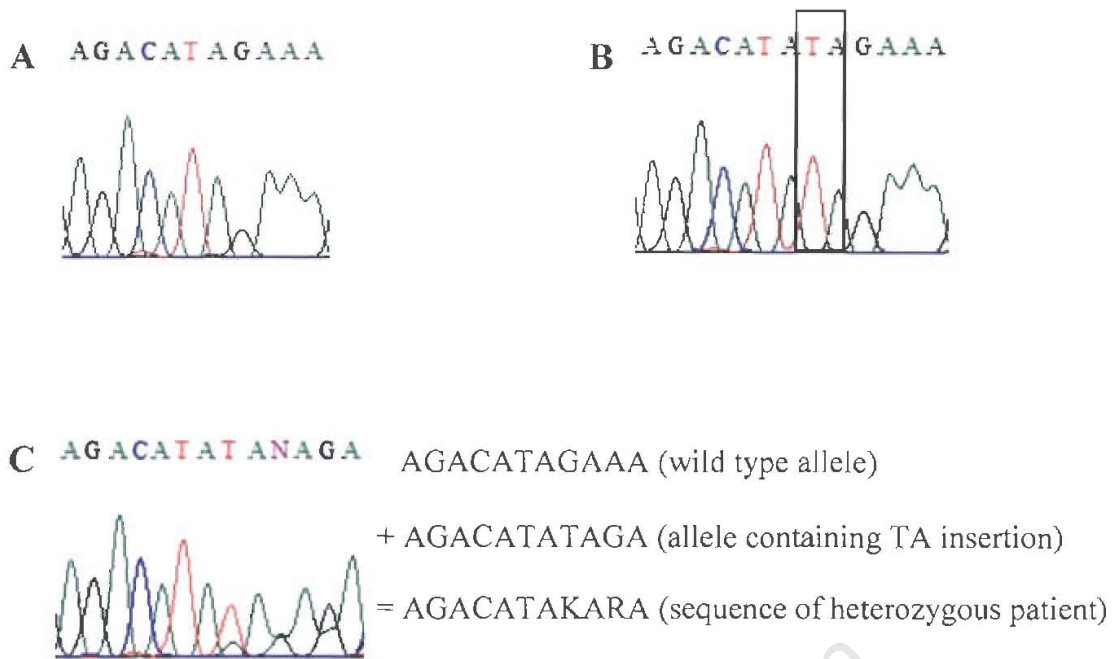 A AGACATAGAAA
B AGACATATAGAAA
C AGACATATANAGA
AGACATAGAAA (wild type allele)
+ AGACATATAGA (allele containing TA insertion)
= AGACATAKARA (sequence of heterozygous patient)